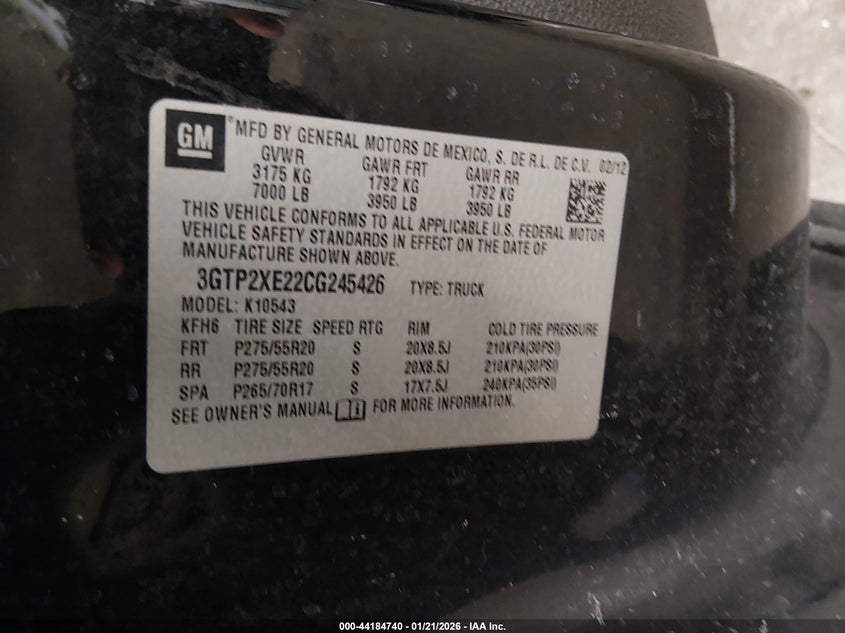 GM ® MFD BY GENERAL MOTORS DE MEXICO, S. DE R.L. DE C.V. 02/12
GVWR GAWR FRT GAWR RR
3175 KG 1792 KG 1792 KG
7000 LB 3950 LB 3950 LB
THIS VEHICLE CONFORMS TO ALL APPLICABLE U.S. FEDERAL MOTOR
VEHICLE SAFETY STANDARDS IN EFFECT ON THE DATE OF
MANUFACTURE SHOWN ABOVE.
3GTP2XE22CG245426 TYPE: TRUCK
MODEL: K10543
KFH6 TIRE SIZE SPEED RTG RIM COLD TIRE PRESSURE
FRT P275/55R20 S 20X8.5J 210KPA(30PSI)
RR P275/55R20 S 20X8.5J 210KPA(30PSI)
SPA P265/70R17 S 17X7.5J 240KPA(35PSI)
SEE OWNER'S MANUAL FOR MORE INFORMATION.
000-44184740 - 01/21/2026 - IAA Inc.